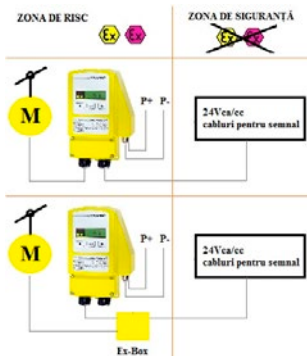 ZONA DE RISC
ZONA DE SIGURANȚĂ
Ex Ex
Ex Ex
M
P+ P-
24Vca/cc
cabluri pentru semnal
M
P+ P-
24Vca/cc
cabluri pentru semnal
Ex-Box